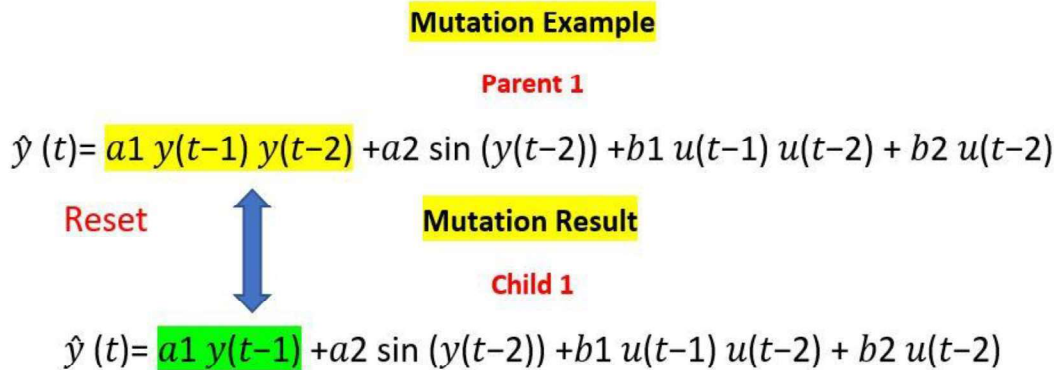 Mutation Example
Parent 1
ŷ (t)= a1 y(t−1) y(t−2) +a2 sin (y(t−2)) +b1 u(t−1) u(t−2) + b2 u(t−2)
Reset
Mutation Result
Child 1
ŷ (t)= a1 y(t−1) +a2 sin (y(t−2)) +b1 u(t−1) u(t−2) + b2 u(t−2)